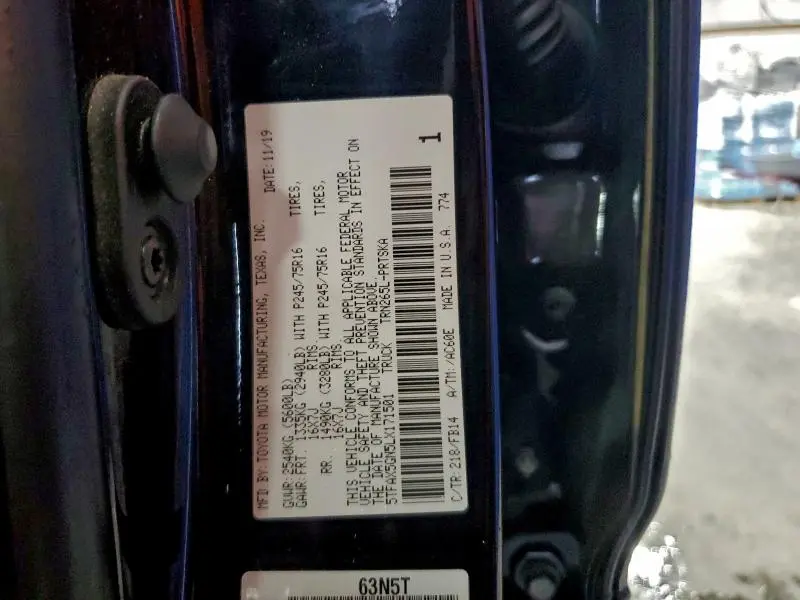 MFD BY: TOYOTA MOTOR MANUFACTURING, TEXAS, INC. DATE: 11/19
GVWR: 2540KG (5600LB)
GAWR: FRT. 1335KG (2940LB) WITH P245/75R16 TIRES,
16X7J RIMS
RR. 1490KG (3280LB) WITH P245/75R16 TIRES,
16X7J RIMS
THIS VEHICLE CONFORMS TO ALL APPLICABLE FEDERAL MOTOR
VEHICLE SAFETY AND THEFT PREVENTION STANDARDS IN EFFECT ON
THE DATE OF MANUFACTURE SHOWN ABOVE.
5TFAX5GN5LX171501 TRUCK TRN265L-PRTSKA
1
C/TR: 218/FB14 A/TM: /AC60E MADE IN U.S.A. 774
63N5T